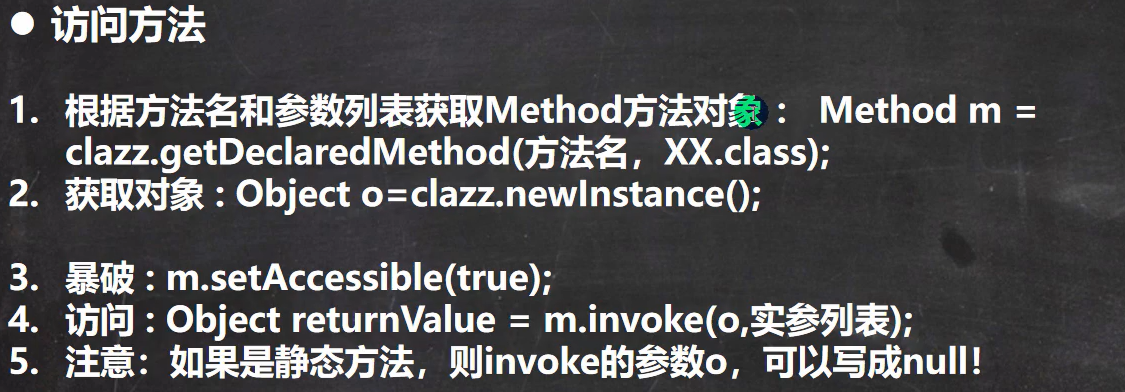 ● 访问方法
1. 根据方法名和参数列表获取Method方法对象： Method m =
clazz.getDeclaredMethod(方法名，XX.class);
2. 获取对象 : Object o=clazz.newInstance();
3. 暴破 : m.setAccessible(true);
4. 访问 : Object returnValue = m.invoke(o,实参列表);
5. 注意：如果是静态方法，则invoke的参数o，可以写成null!